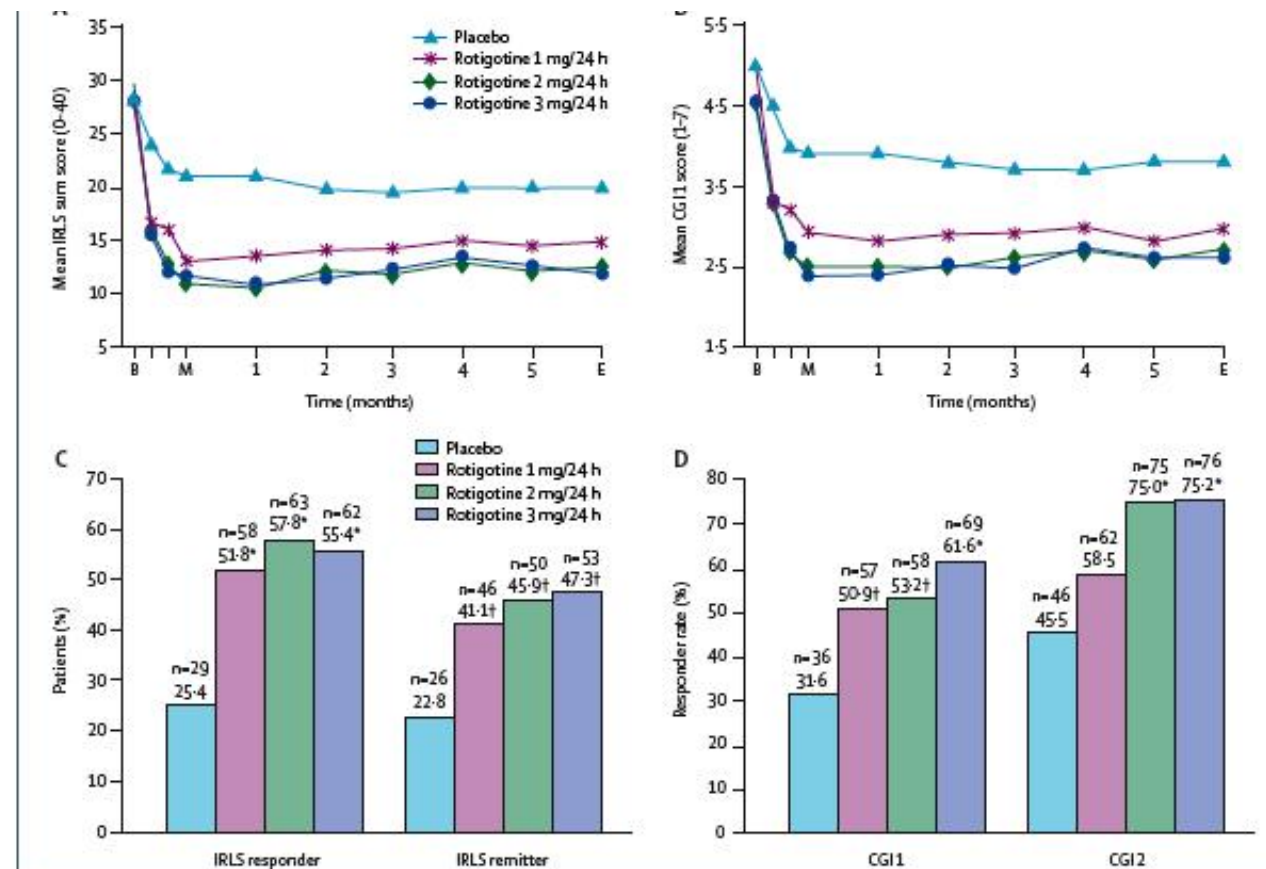 A
35
30
25
20
15
10
5
Mean IRLS sum score (0-40)
Placebo
Rotigotine 1 mg/24 h
Rotigotine 2 mg/24 h
Rotigotine 3 mg/24 h
B M 1 2 3 4 5 E
Time (months)
B
5·5
4·5
3·5
2·5
1·5
Mean CGI 1 score (1-7)
B M 1 2 3 4 5 E
Time (months)
C
Placebo
Rotigotine 1 mg/24 h
Rotigotine 2 mg/24 h
Rotigotine 3 mg/24 h
70
60
50
40
30
20
10
0
Patients (%)
n=29
25·4
n=58
51·8*
n=63
57·8*
n=62
55·4*
n=26
22·8
n=46
41·1†
n=50
45·9†
n=53
47·3†
IRLS responder IRLS remitter
D
80
70
60
50
40
30
20
10
0
Responder rate (%)
n=36
31·6
n=57
50·9†
n=58
53·2†
n=69
61·6*
n=46
45·5
n=62
58·5
n=75
75·0*
n=76
75·2*
CGI 1 CGI 2